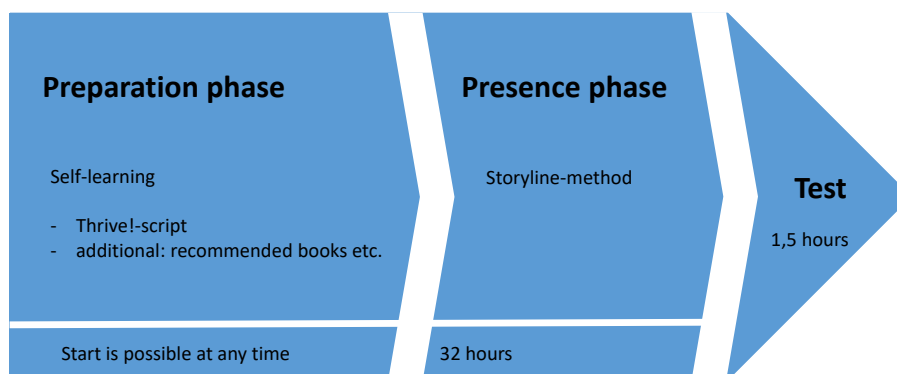 Preparation phase
Self-learning
- Thrive!-script
- additional: recommended books etc.
Start is possible at any time
Presence phase
Storyline-method
32 hours
Test
1,5 hours